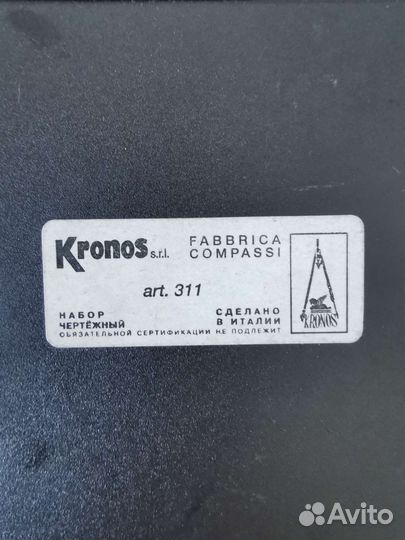 Kronos s.r.l.
FABBRICA
COMPASSI
art. 311
НАБОР
ЧЕРТЁЖНЫЙ
СДЕЛАНО
В ИТАЛИИ
ОБЯЗАТЕЛЬНОЙ СЕРТИФИКАЦИИ НЕ ПОДЛЕЖИТ
KRONOS
Avito